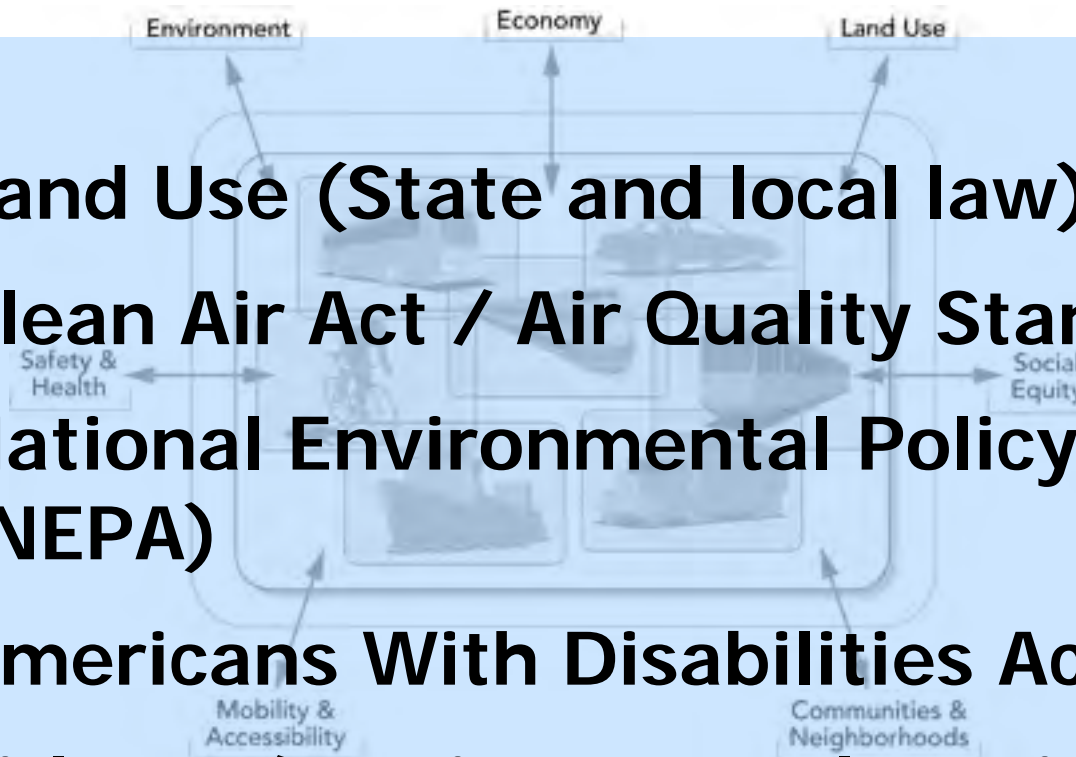 Environment
Economy
Land Use
and Use (State and local law)
lean Air Act / Air Quality Star
Safety &
Health
Social
Equity
ational Environmental Policy
NEPA)
mericans With Disabilities Ac
Mobility &
Accessibility
Communities &
Neighborhoods